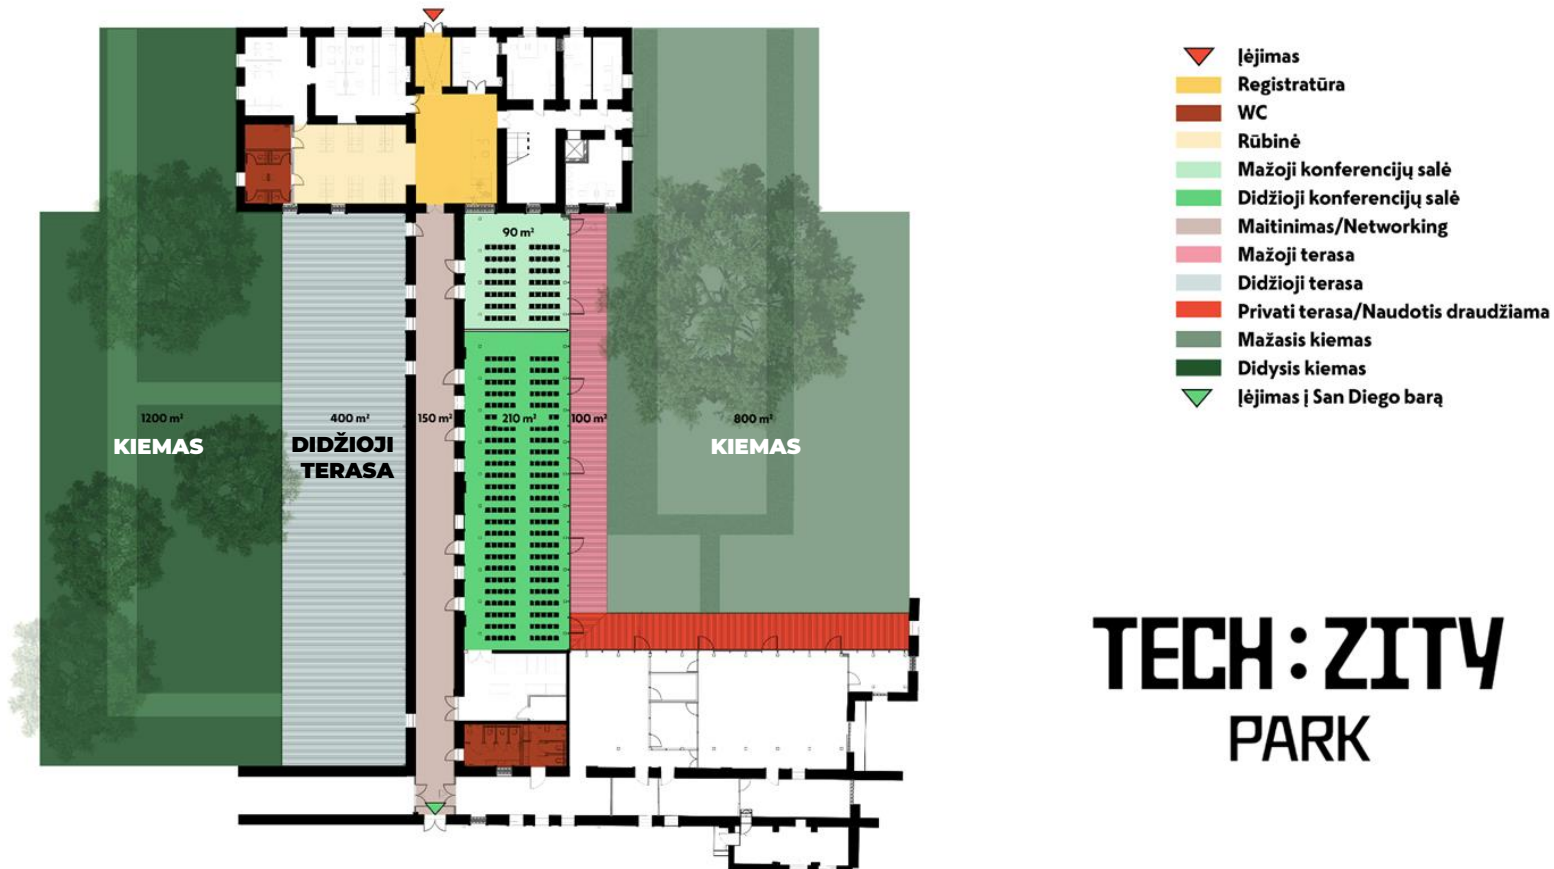 90 m²
1200 m²
KIEMAS
400 m²
DIDŽIOJI
TERASA
150 m²
210 m²
100 m²
800 m²
KIEMAS
Įėjimas
Registratūra
WC
Rūbinė
Mažoji konferencijų salė
Didžioji konferencijų salė
Maitinimas/Networking
Mažoji terasa
Didžioji terasa
Privati terasa/Naudotis draudžiama
Mažasis kiemas
Didysis kiemas
Įėjimas į San Diego barą
TECH:ZITY
PARK